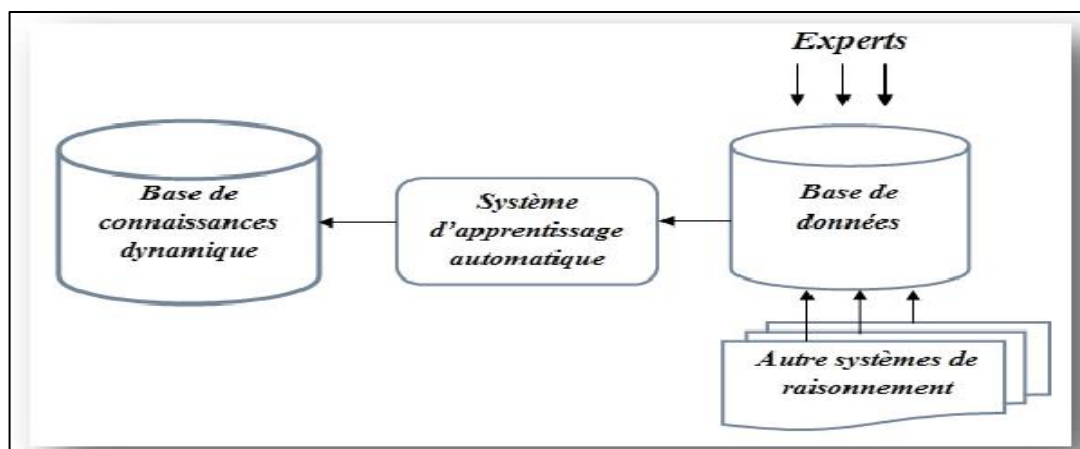 Experts
Base de
connaissances
dynamique
Système
d'apprentissage
automatique
Base de
données
Autre systèmes de
raisonnement